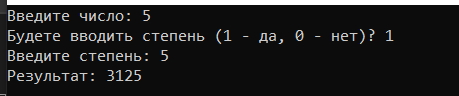 Введите число: 5
Будете вводить степень (1 - да, 0 - нет)? 1
Введите степень: 5
Результат: 3125